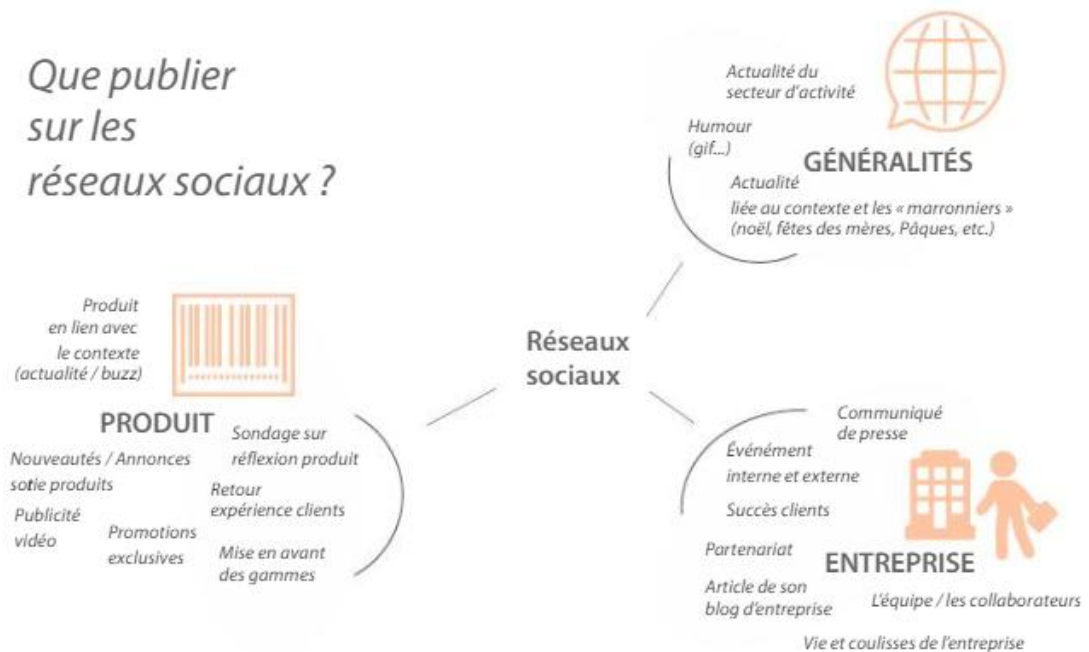 Que publier
sur les
réseaux sociaux ?
Actualité du
secteur d'activité
Humour
(gif...)
GÉNÉRALITÉS
Actualité
liée au contexte et les « marronniers »
(noël, fêtes des mères, Pâques, etc.)
Réseaux
sociaux
Produit
en lien avec
le contexte
(actualité / buzz)
PRODUIT
Sondage sur
réflexion produit
Nouveautés / Annonces
sotie produits
Retour
expérience clients
Publicité
vidéo
Promotions
exclusives
Mise en avant
des gammes
Communiqué
de presse
Événément
interne et externe
Succès clients
Partenariat
ENTREPRISE
Article de son
blog d'entreprise
L'équipe / les collaborateurs
Vie et coulisses de l'entreprise